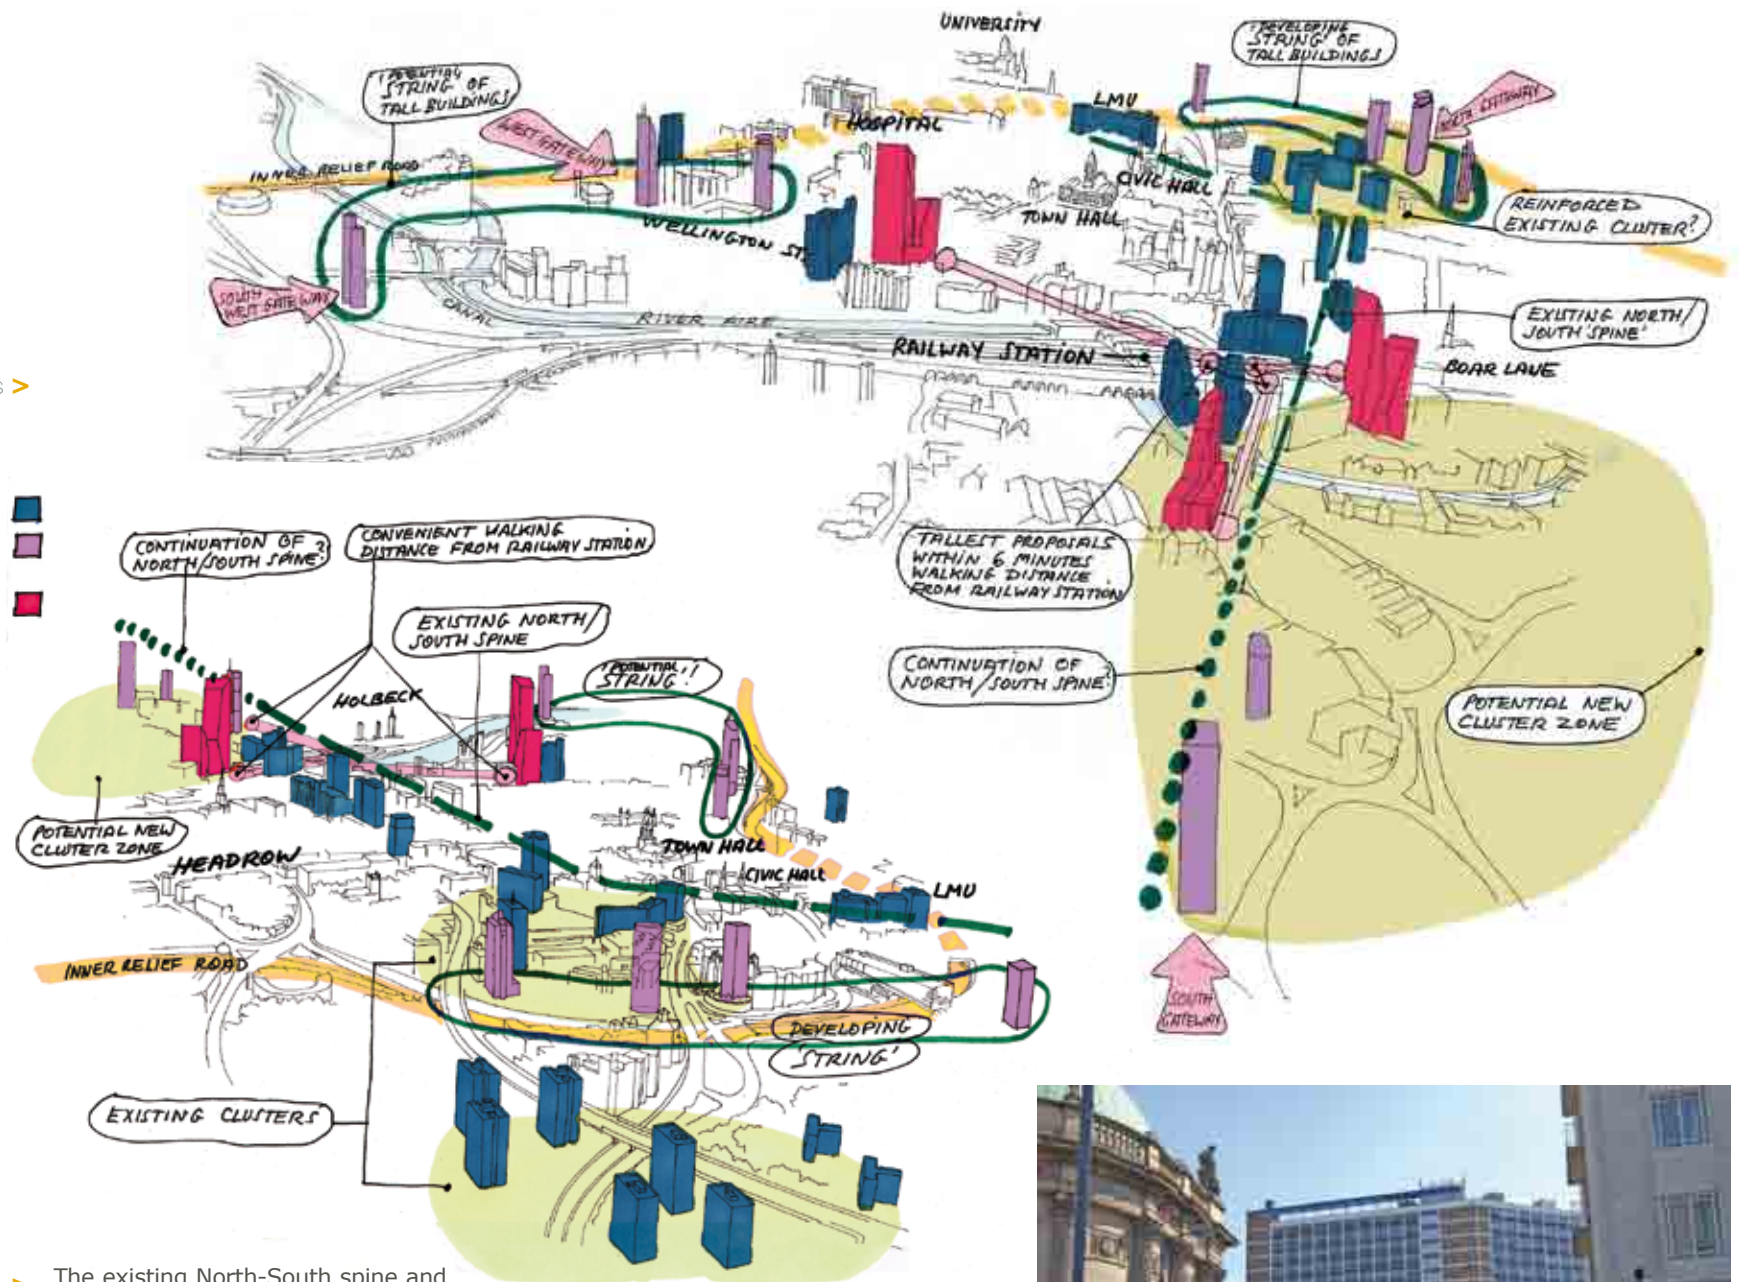 UNIVERSITY
'DEVELOPING
STRING' OF
TALL BUILDINGS
'POTENTIAL'
STRING OF
TALL BUILDINGS
LMU
GATEWAY
WEST GATEWAY
HOSPITAL
INNER RELIEF ROAD
CIVIC HALL
TOWN HALL
REINFORCED
EXISTING CLUSTER?
WELLINGTON ST.
SOUTH
WEST GATEWAY
CANAL
RIVER AIRE
EXISTING NORTH/
SOUTH 'SPINE'
RAILWAY STATION
BOAR LANE
s >
TALLEST PROPOSALS
WITHIN 6 MINUTES
WALKING DISTANCE
FROM RAILWAY STATION
CONTINUATION OF
NORTH/SOUTH SPINE?
POTENTIAL NEW
CLUSTER ZONE
SOUTH
GATEWAY
CONTINUATION OF
NORTH/SOUTH SPINE?
CONVENIENT WALKING
DISTANCE FROM RAILWAY STATION
EXISTING NORTH/
SOUTH SPINE
'POTENTIAL'
STRING'!
HOLBECK
POTENTIAL NEW
CLUTER ZONE
HEADROW
TOWN HALL
CIVIC HALL
LMU
INNER RELIEF ROAD
DEVELOPING
'STRING'
EXISTING CLUSTERS
> The existing North-South spine and